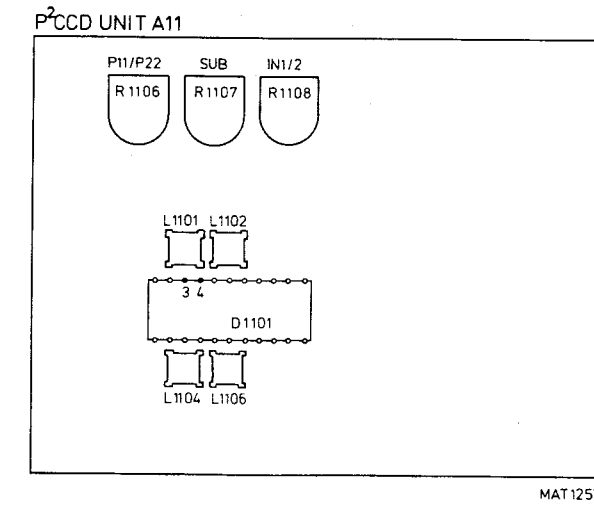 P²CCD UNIT A11
P11/P22 SUB IN1/2
R1106 R1107 R1108
L1101 L1102
3 4
D1101
L1104 L1106
MAT125